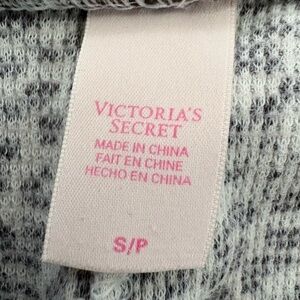 VICTORIA'S
SECRET
MADE IN CHINA
FAIT EN CHINE
HECHO EN CHINA
S/P